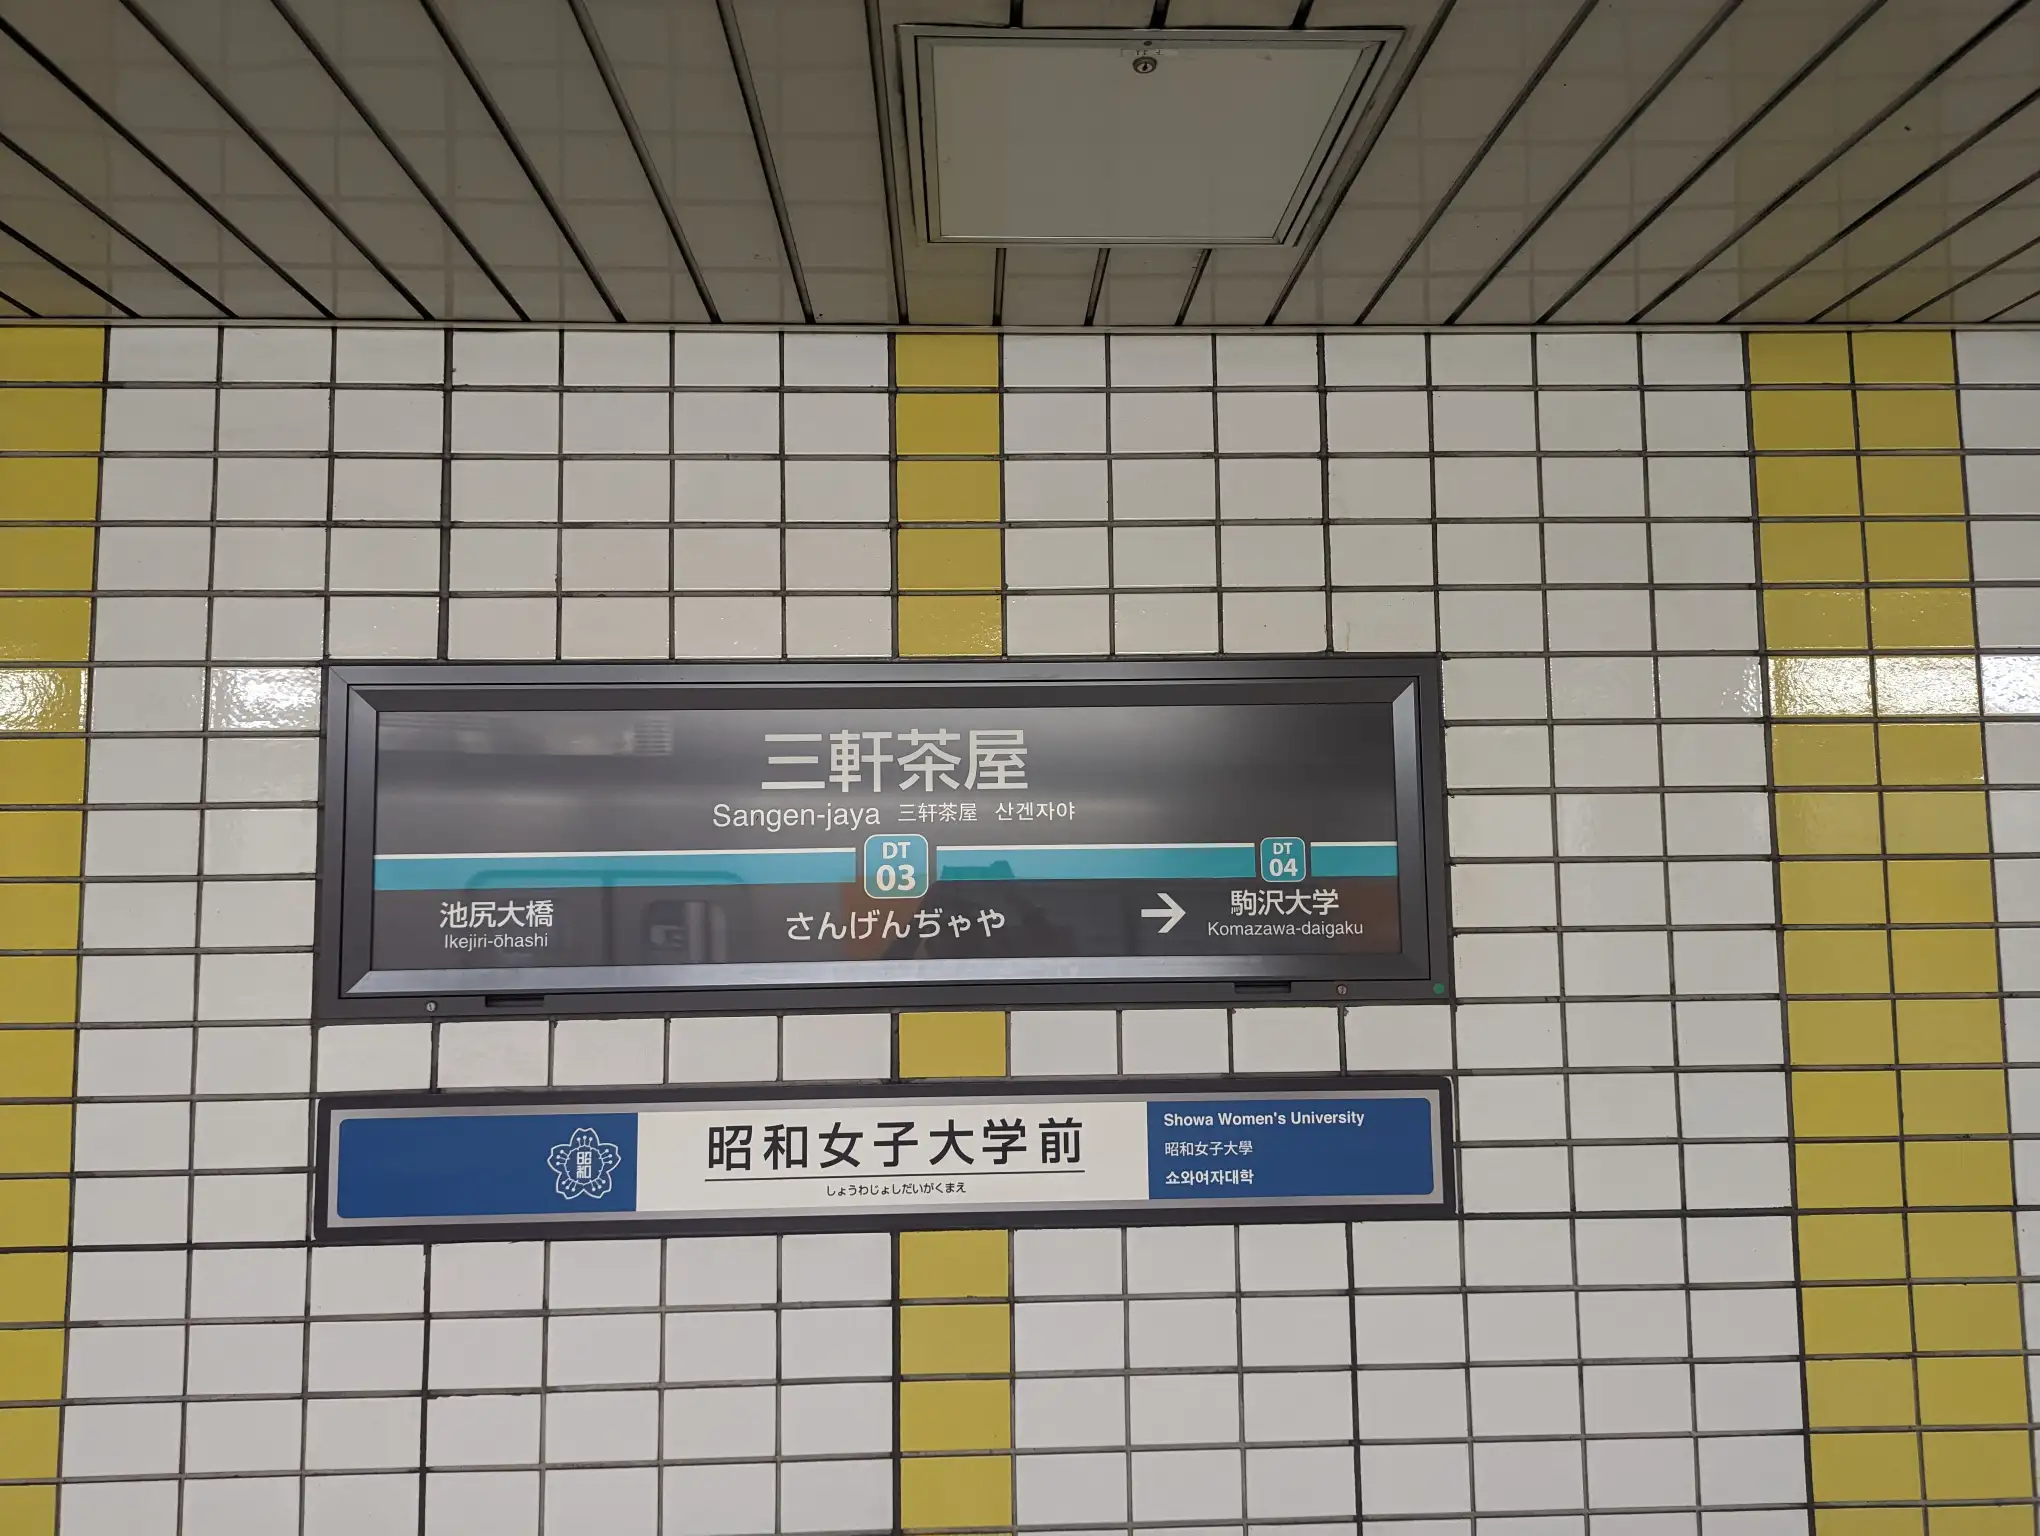 三軒茶屋
Sangen-jaya 三轩茶屋 산겐자야
DT
03
DT
04
池尻大橋
Ikejiri-ōhashi
さんげんぢゃや
→ 駒沢大学
Komazawa-daigaku
昭和
昭和女子大学前
しょうわじょしだいがくまえ
Showa Women's University
昭和女子大學
쇼와여자대학